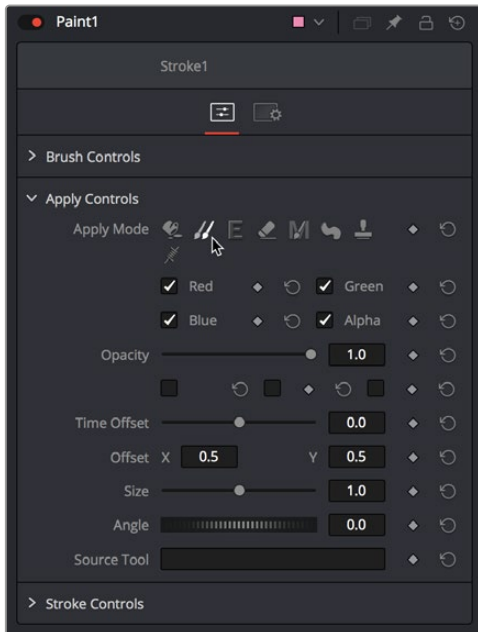 Paint1
Stroke1
Brush Controls
Apply Controls
Apply Mode
Red
Green
Blue
Alpha
Opacity 1.0
Time Offset 0.0
Offset X 0.5 Y 0.5
Size 1.0
Angle 0.0
Source Tool
Stroke Controls